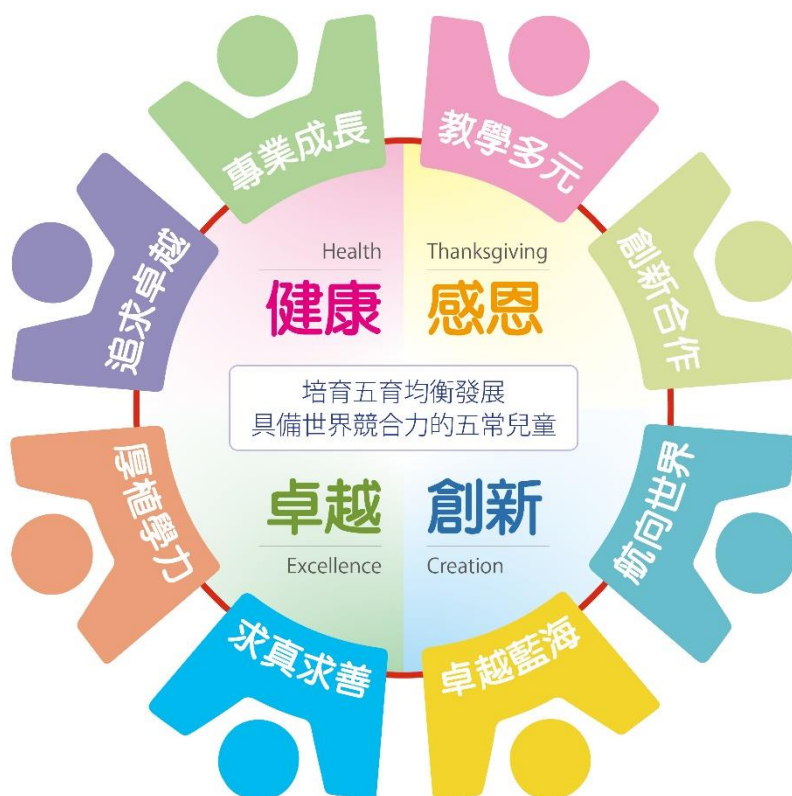 專業成長
教學多元
創新合作
航向世界
卓越藍海
求真求善
厚植學力
追求卓越
Health
健康
Thanksgiving
感恩
培育五育均衡發展
具備世界競合力的五常兒童
卓越
Excellence
創新
Creation